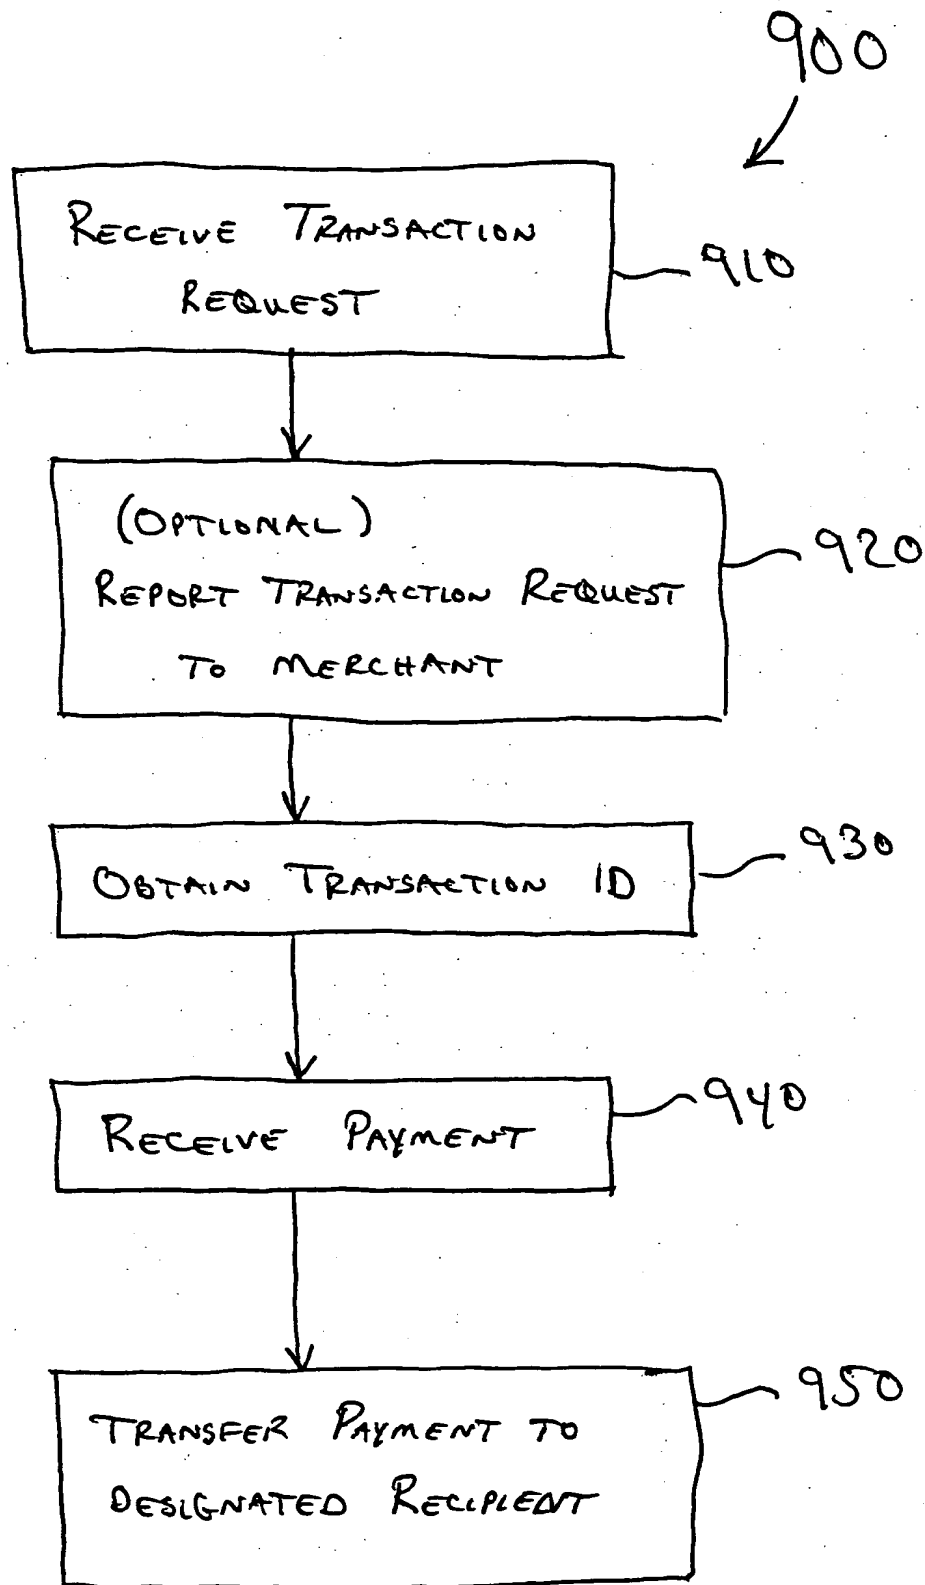 900
RECEIVE TRANSACTION
REQUEST
910
(OPTIONAL)
REPORT TRANSACTION REQUEST
TO MERCHANT
920
OBTAIN TRANSACTION ID
930
RECEIVE PAYMENT
940
TRANSFER PAYMENT TO
DESIGNATED RECIPIENT
950